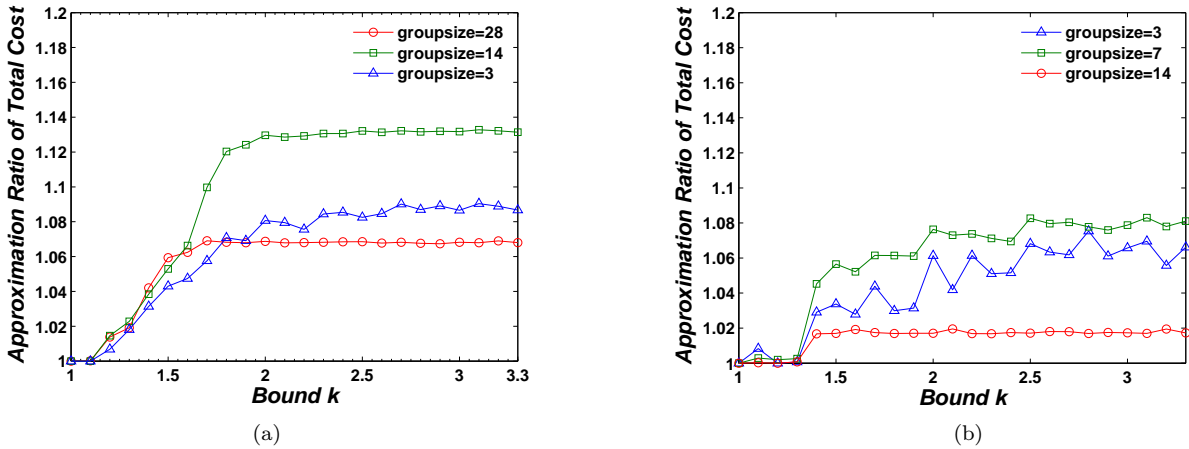 Approximation Ratio of Total Cost
1.2
1.18
1.16
1.14
1.12
1.1
1.08
1.06
1.04
1.02
1
groupsize=28
groupsize=14
groupsize=3
1 1.5 2 2.5 3 3.3
Bound k
(a)
Approximation Ratio of Total Cost
1.2
1.18
1.16
1.14
1.12
1.1
1.08
1.06
1.04
1.02
1
groupsize=3
groupsize=7
groupsize=14
1 1.5 2 2.5 3
Bound k
(b)